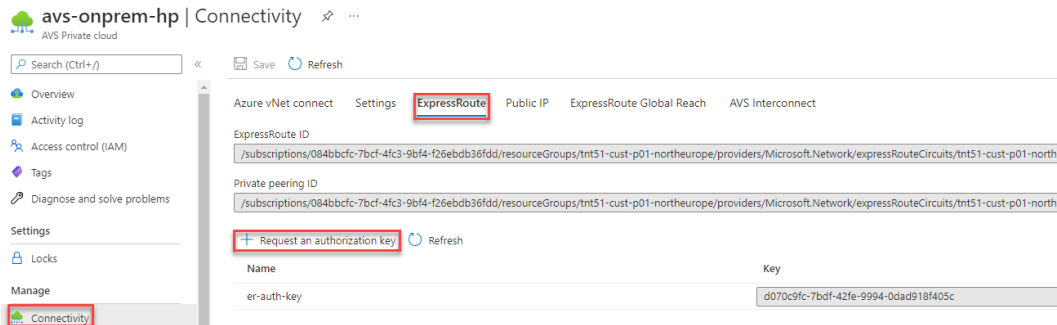 avs-onprem-hp | Connectivity ...
AVS Private cloud
Search (Ctrl+/) «
Save Refresh
Overview
Activity log
Access control (IAM)
Tags
Diagnose and solve problems
Settings
Locks
Manage
Connectivity
Azure vNet connect Settings ExpressRoute Public IP ExpressRoute Global Reach AVS Interconnect
ExpressRoute ID
/subscriptions/084bbcfc-7bcf-4fc3-9bf4-f26ebdb36fdd/resourceGroups/tnt51-cust-p01-northeurope/providers/Microsoft.Network/expressRouteCircuits/tnt51-cust-p01-north
Private peering ID
/subscriptions/084bbcfc-7bcf-4fc3-9bf4-f26ebdb36fdd/resourceGroups/tnt51-cust-p01-northeurope/providers/Microsoft.Network/expressRouteCircuits/tnt51-cust-p01-north
+ Request an authorization key Refresh
Name Key
er-auth-key d070c9fc-7bdf-42fe-9994-0dad918f405c